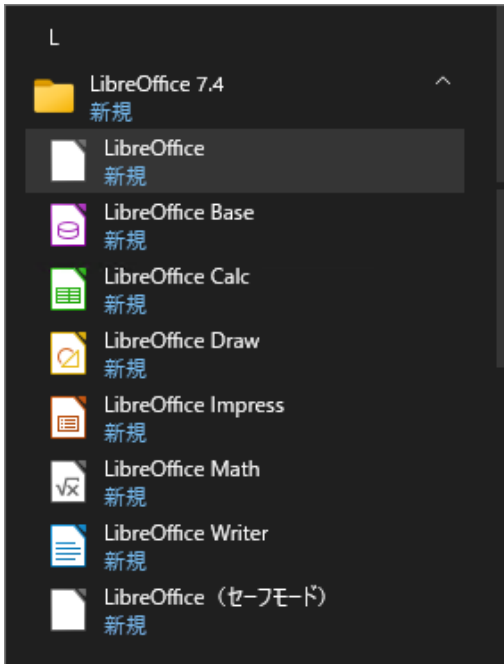 L
LibreOffice 7.4
新規
LibreOffice
新規
LibreOffice Base
新規
LibreOffice Calc
新規
LibreOffice Draw
新規
LibreOffice Impress
新規
LibreOffice Math
新規
LibreOffice Writer
新規
LibreOffice（セーフモード）
新規